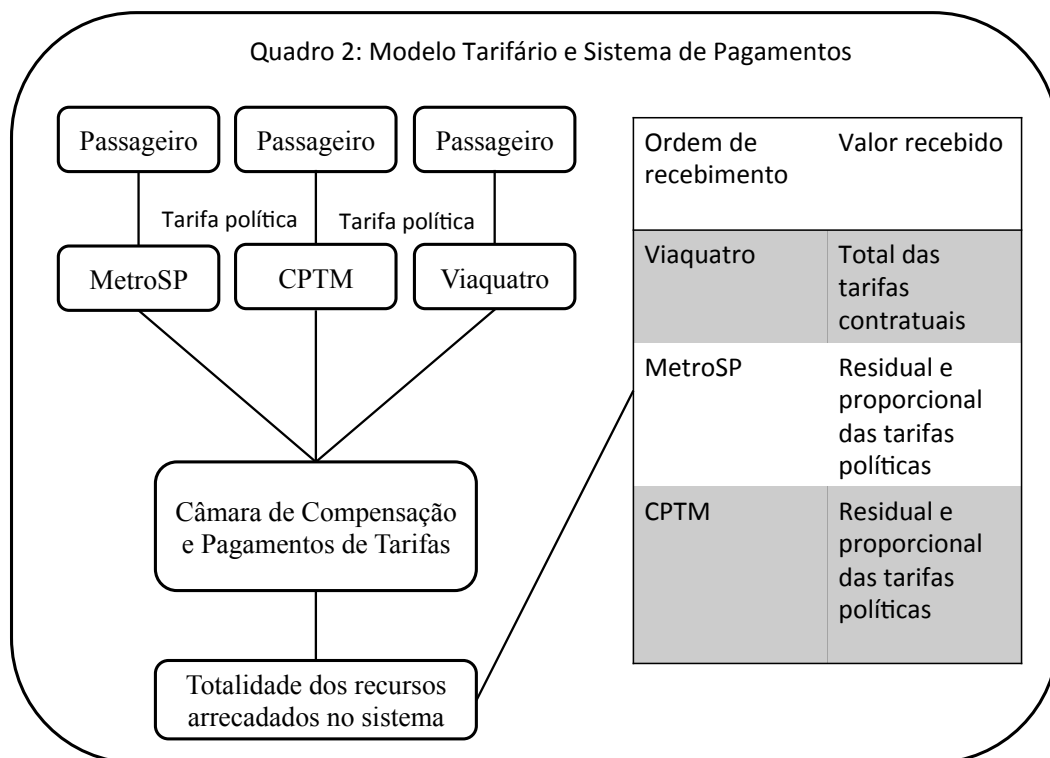 Quadro 2: Modelo Tarifário e Sistema de Pagamentos
Passageiro
Passageiro
Passageiro
Tarifa política
Tarifa política
MetroSP
CPTM
Viaquatro
Câmara de Compensação
e Pagamentos de Tarifas
Totalidade dos recursos
arrecadados no sistema
Ordem de
recebimento
Valor recebido
Viaquatro
Total das
tarifas
contratuais
MetroSP
Residual e
proporcional
das tarifas
políticas
CPTM
Residual e
proporcional
das tarifas
políticas